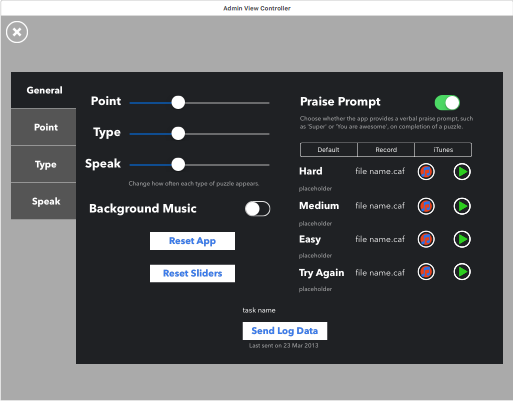 Admin View Controller
General
Point
Type
Speak
Point
Type
Speak
Change how often each type of puzzle appears.
Background Music
Reset App
Reset Sliders
Praise Prompt
Choose whether the app provides a verbal praise prompt, such
as 'Super' or 'You are awesome', on completion of a puzzle.
Default Record iTunes
Hard file name.caf
placeholder
Medium file name.caf
placeholder
Easy file name.caf
placeholder
Try Again file name.caf
placeholder
task name
Send Log Data
Last sent on 23 Mar 2013